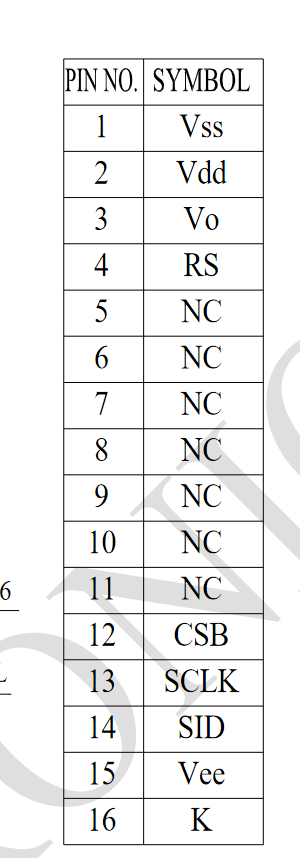 PIN NO. SYMBOL
1 Vss
2 Vdd
3 Vo
4 RS
5 NC
6 NC
7 NC
8 NC
9 NC
10 NC
11 NC
6
12 CSB
13 SCLK
14 SID
15 Vee
16 K